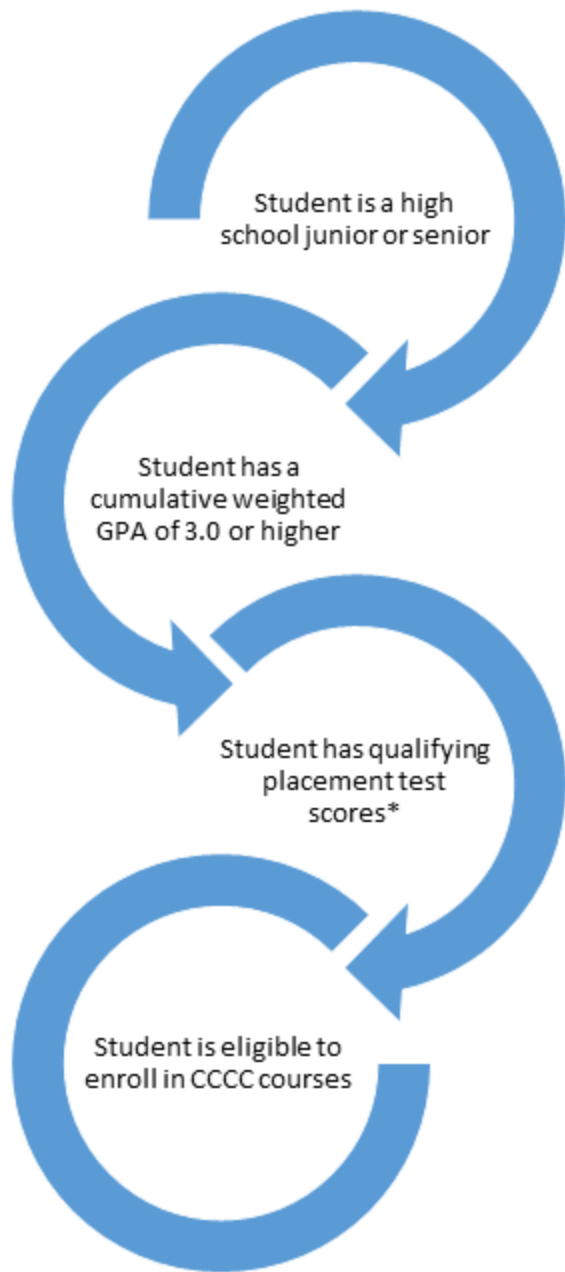 Student is a high
school junior or senior
Student has a
cumulative weighted
GPA of 3.0 or higher
Student has qualifying
placement test
scores*
Student is eligible to
enroll in CCCC courses